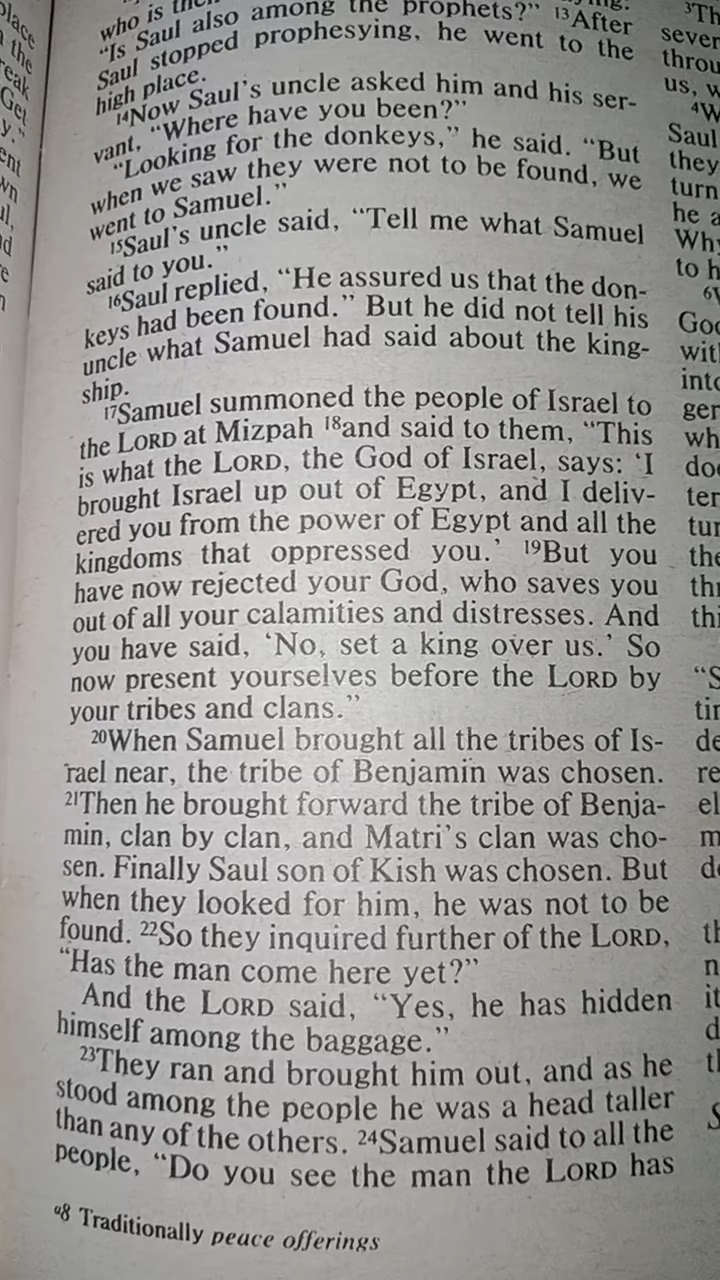 who is
"Is Saul also among the prophets?" ¹³After
Saul stopped prophesying, he went to the
high place.
¹⁴Now Saul's uncle asked him and his ser-
vant, "Where have you been?"
"Looking for the donkeys," he said. "But
when we saw they were not to be found, we
went to Samuel."
¹⁵Saul's uncle said, "Tell me what Samuel
said to you."
¹⁶Saul replied, "He assured us that the don-
keys had been found." But he did not tell his
uncle what Samuel had said about the king-
ship.
¹⁷Samuel summoned the people of Israel to
the LORD at Mizpah ¹⁸and said to them, "This
is what the LORD, the God of Israel, says: 'I
brought Israel up out of Egypt, and I deliv-
ered you from the power of Egypt and all the
kingdoms that oppressed you.' ¹⁹But you
have now rejected your God, who saves you
out of all your calamities and distresses. And
you have said, 'No, set a king over us.' So
now present yourselves before the LORD by
your tribes and clans."
²⁰When Samuel brought all the tribes of Is-
rael near, the tribe of Benjamin was chosen.
²¹Then he brought forward the tribe of Benja-
min, clan by clan, and Matri's clan was cho-
sen. Finally Saul son of Kish was chosen. But
when they looked for him, he was not to be
found. ²²So they inquired further of the LORD,
"Has the man come here yet?"
And the LORD said, "Yes, he has hidden
himself among the baggage."
²³They ran and brought him out, and as he
stood among the people he was a head taller
than any of the others. ²⁴Samuel said to all the
people, "Do you see the man the LORD has
ᵃ8 Traditionally peace offerings